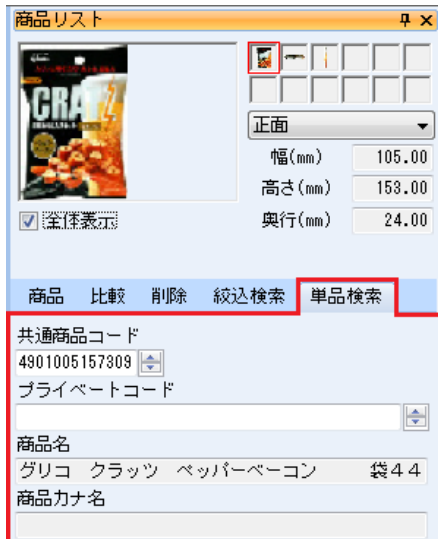 商品リスト
CRATZ
正面
幅(mm) 105.00
高さ(mm) 153.00
全体表示 奥行(mm) 24.00
商品 比較 削除 絞込検索 単品検索
共通商品コード
4901005157309
プライベートコード
商品名
グリコ クラッツ ペッパーベーコン 袋44
商品カナ名